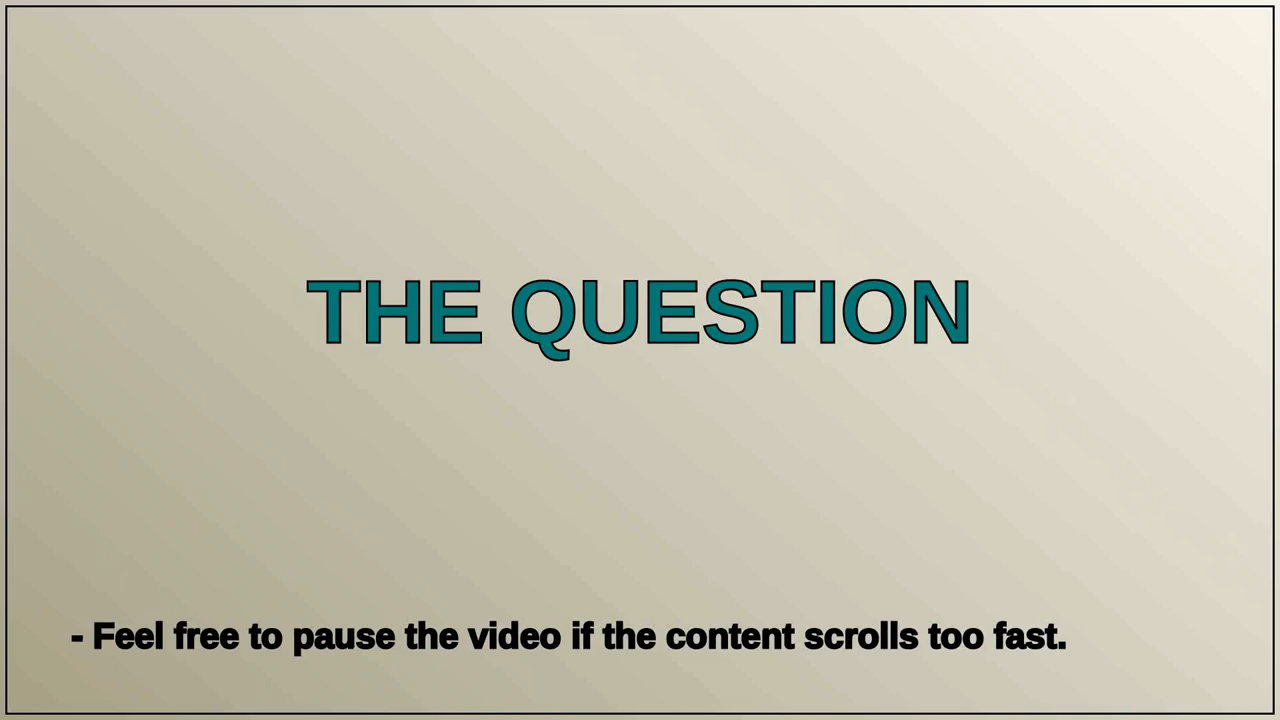 THE QUESTION
- Feel free to pause the video if the content scrolls too fast.